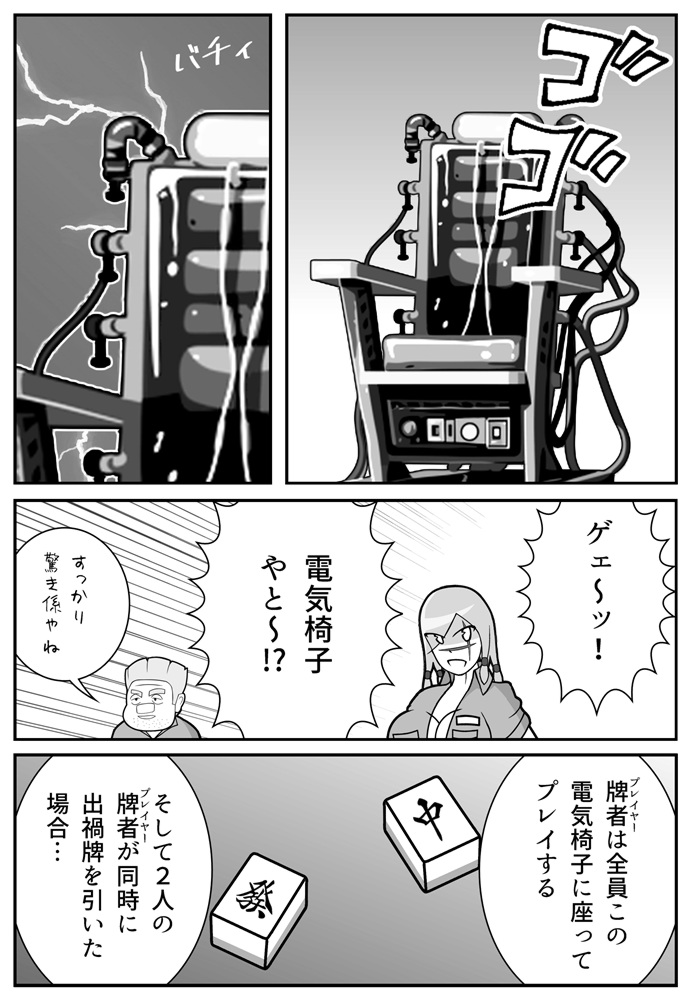 ゴゴ
バチィ
ゲェ～ッ！
電気椅子
やと～!?
すっかり
驚き係やね
牌者は全員この
プレイヤー
電気椅子に座って
プレイする
中
發
そして２人の
牌者が同時に
プレイヤー
出禍牌を引いた
場合…